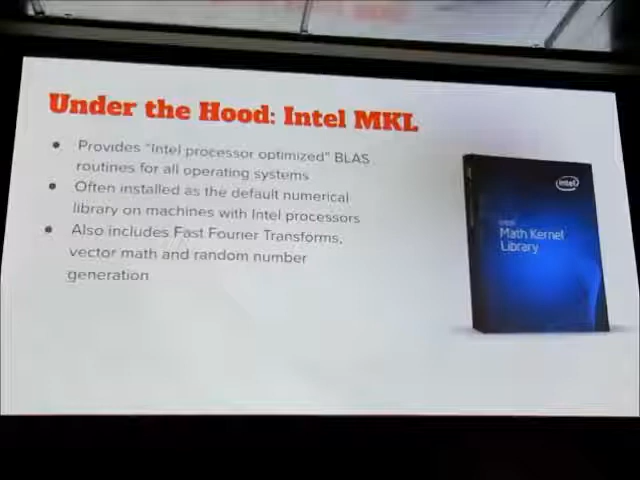 Under the Hood: Intel MKL
• Provides "Intel processor optimized" BLAS
routines for all operating systems
• Often installed as the default numerical
library on machines with Intel processors
• Also includes Fast Fourier Transforms,
vector math and random number
generation
intel
Intel
Math Kernel
Library